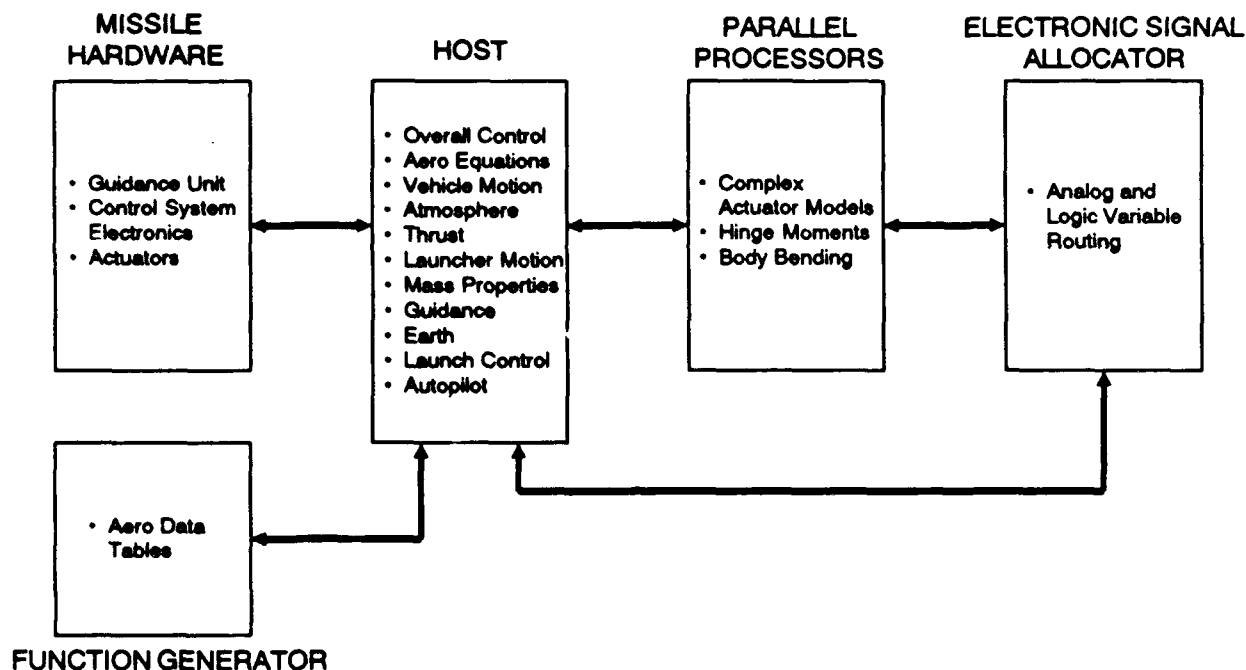 MISSILE
HARDWARE
• Guidance Unit
• Control System
Electronics
• Actuators
HOST
• Overall Control
• Aero Equations
• Vehicle Motion
• Atmosphere
• Thrust
• Launcher Motion
• Mass Properties
• Guidance
• Earth
• Launch Control
• Autopilot
PARALLEL
PROCESSORS
• Complex
Actuator Models
• Hinge Moments
• Body Bending
ELECTRONIC SIGNAL
ALLOCATOR
• Analog and
Logic Variable
Routing
• Aero Data
Tables
FUNCTION GENERATOR